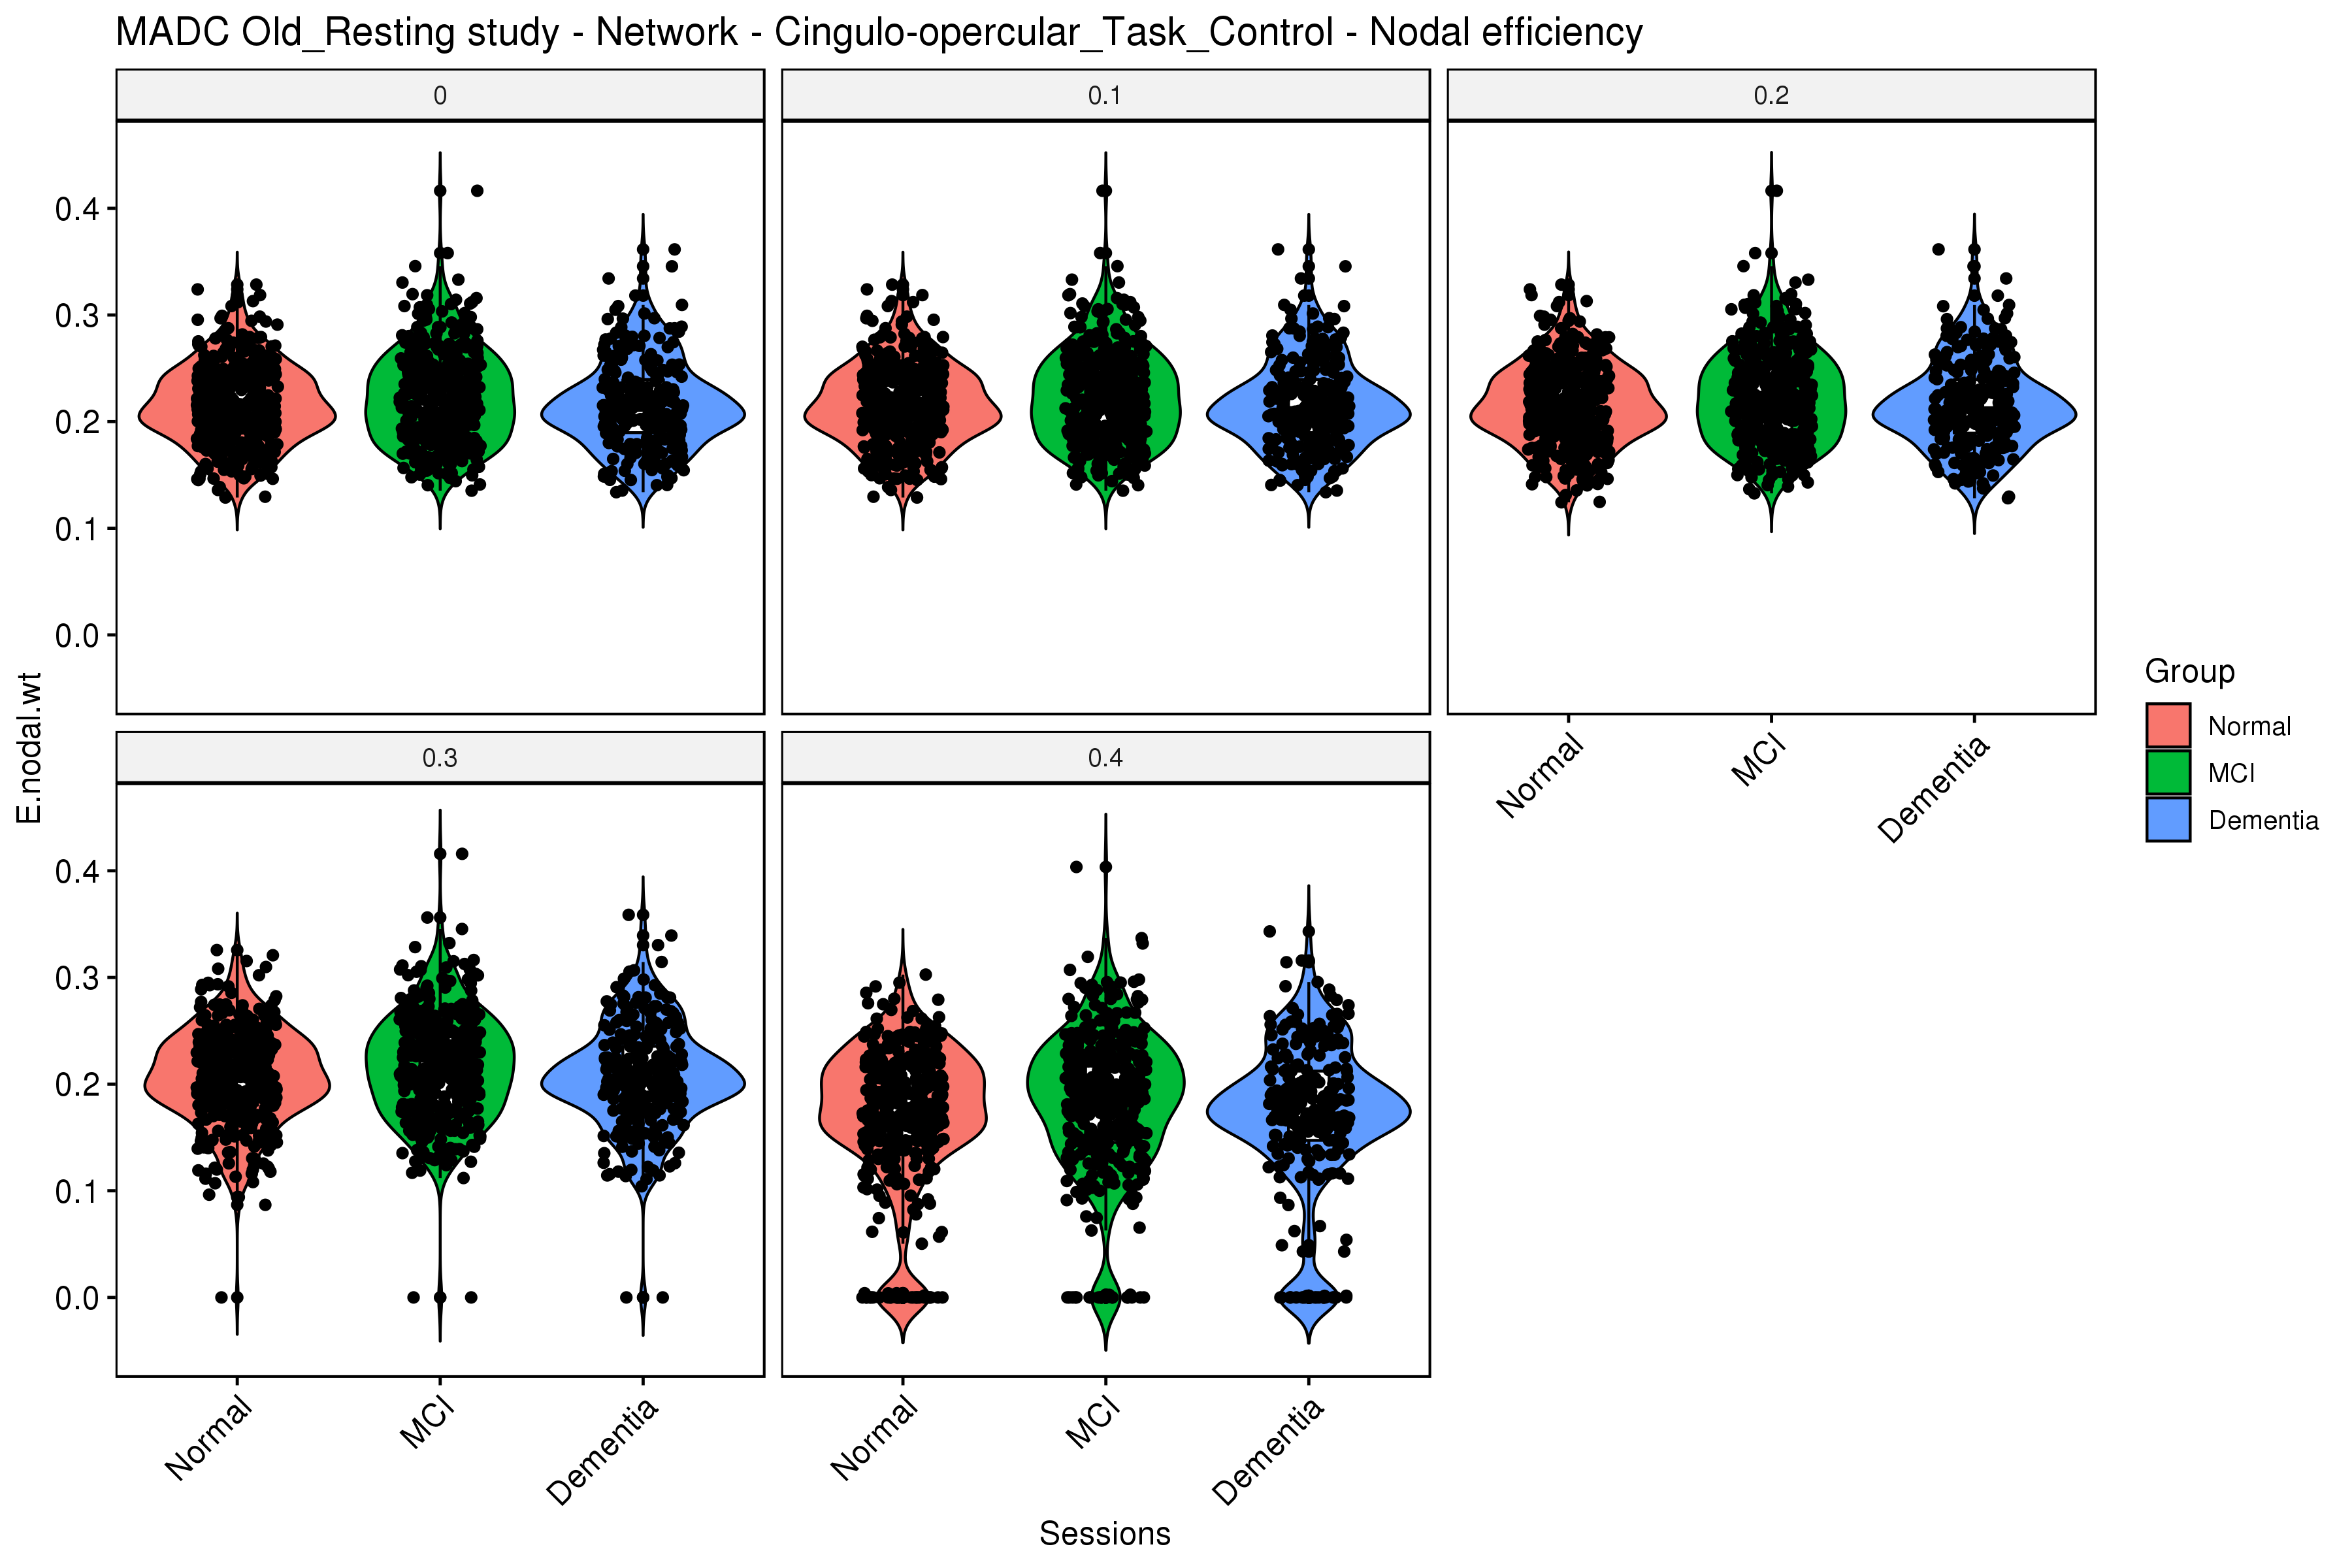 MADC Old_Resting study - Network - Cingulo-opercular_Task_Control - Nodal efficiency
0
0.1
0.2
0.4
0.3
0.2
0.1
0.0
Normal
MCI
Dementia
0.3
0.4
0.4
0.3
0.2
0.1
0.0
Normal
MCI
Dementia
Normal
MCI
Dementia
E.nodal.wt
Sessions
Group
Normal
MCI
Dementia